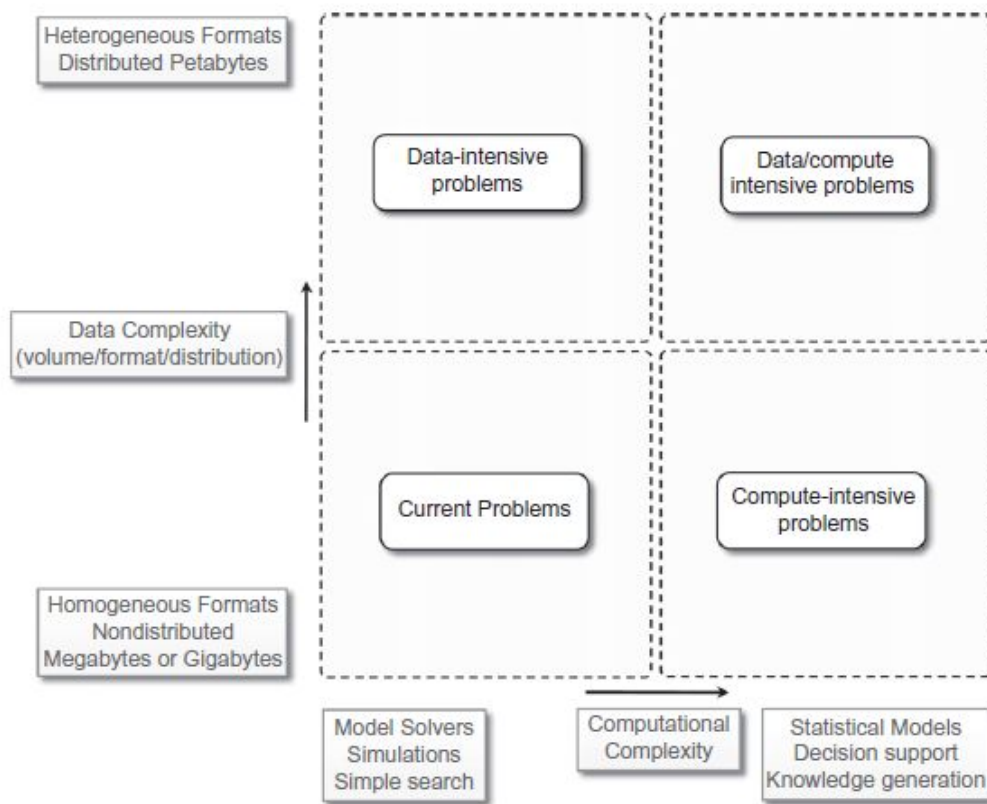 Heterogeneous Formats
Distributed Petabytes
Data-intensive
problems
Data/compute
intensive problems
Data Complexity
(volume/format/distribution)
Current Problems
Compute-intensive
problems
Homogeneous Formats
Nondistributed
Megabytes or Gigabytes
Model Solvers
Simulations
Simple search
Computational
Complexity
Statistical Models
Decision support
Knowledge generation